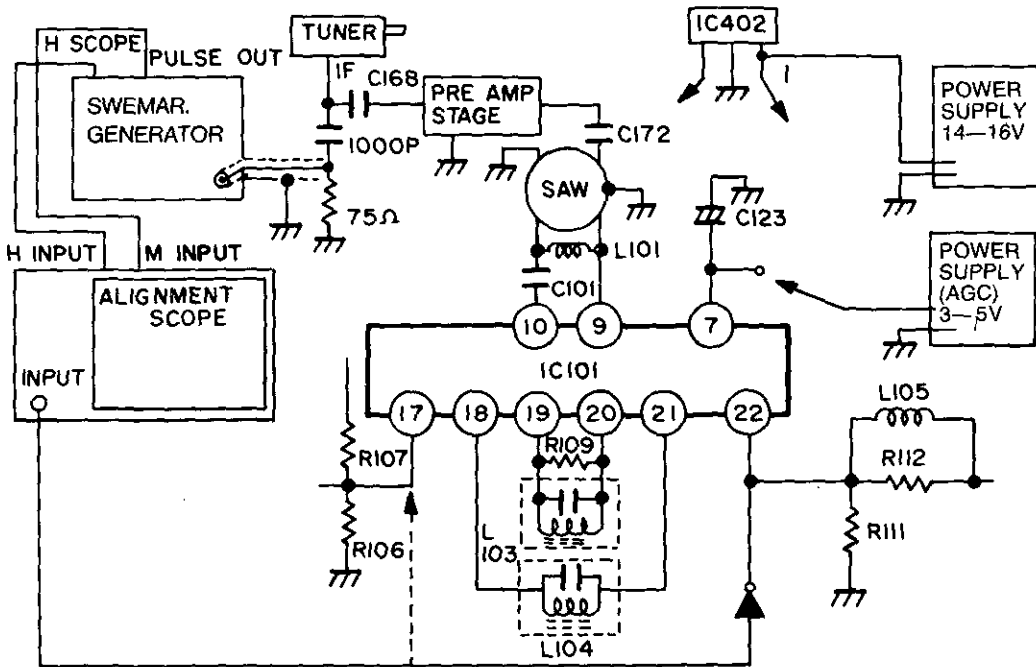 H SCOPE
PULSE OUT
SWEMAR.
GENERATOR
TUNER
1F
C168
1000P
75Ω
PRE AMP
STAGE
C172
SAW
L101
C101
IC402
1
POWER
SUPPLY
14—16V
C123
POWER
SUPPLY
(AGC)
3—5V
H INPUT
M INPUT
ALIGNMENT
SCOPE
INPUT
10
9
7
IC101
17
18
19
20
21
22
R107
R106
R109
L
103
L104
L105
R112
R111